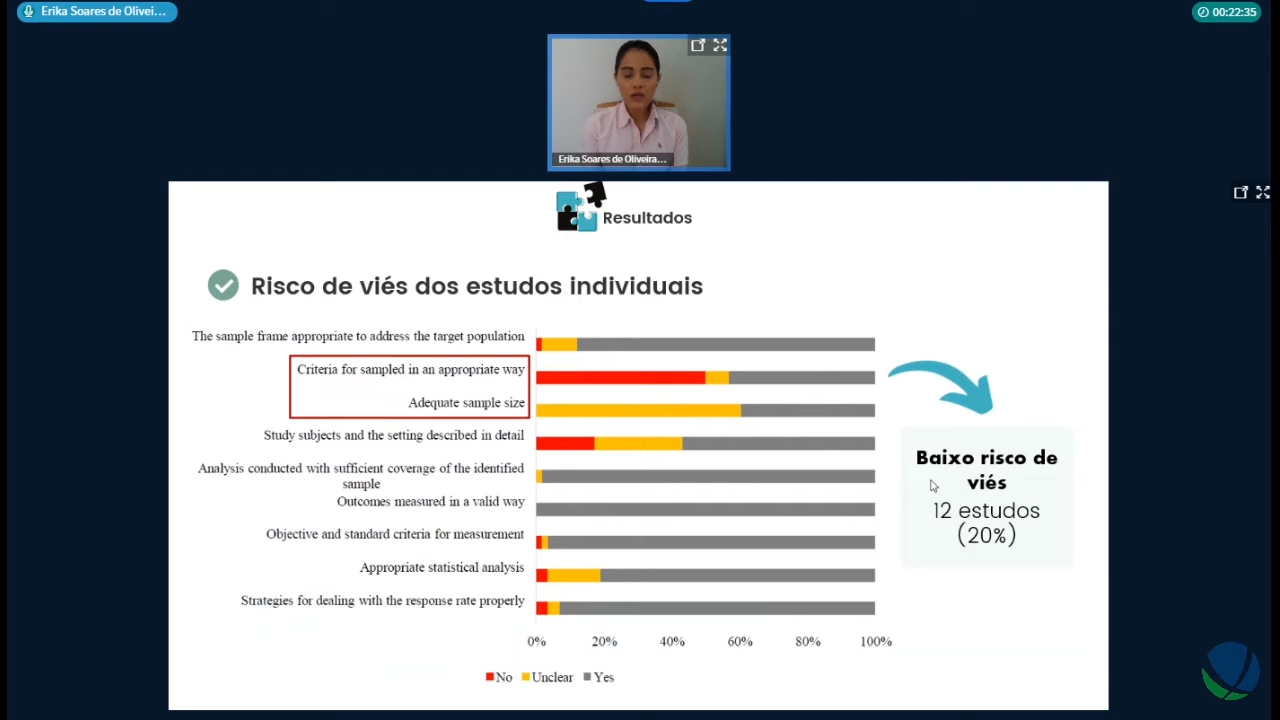 Erika Soares de Olivei...
00:22:35
Erika Soares de Oliveira...
Resultados
Risco de viés dos estudos individuais
The sample frame appropriate to address the target population
Criteria for sampled in an appropriate way
Adequate sample size
Study subjects and the setting described in detail
Analysis conducted with sufficient coverage of the identified
sample
Outcomes measured in a valid way
Objective and standard criteria for measurement
Appropriate statistical analysis
Strategies for dealing with the response rate properly
0% 20% 40% 60% 80% 100%
No Unclear Yes
Baixo risco de
viés
12 estudos
(20%)